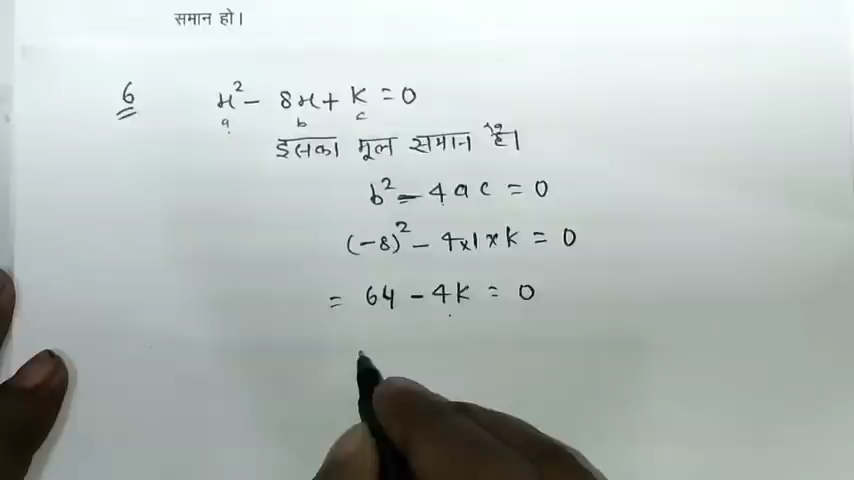 समान हो।
6 x² - 8x + k = 0
a b c
इसका मूल समान है।
b² - 4ac = 0
(-8)² - 4×1×k = 0
= 64 - 4k = 0